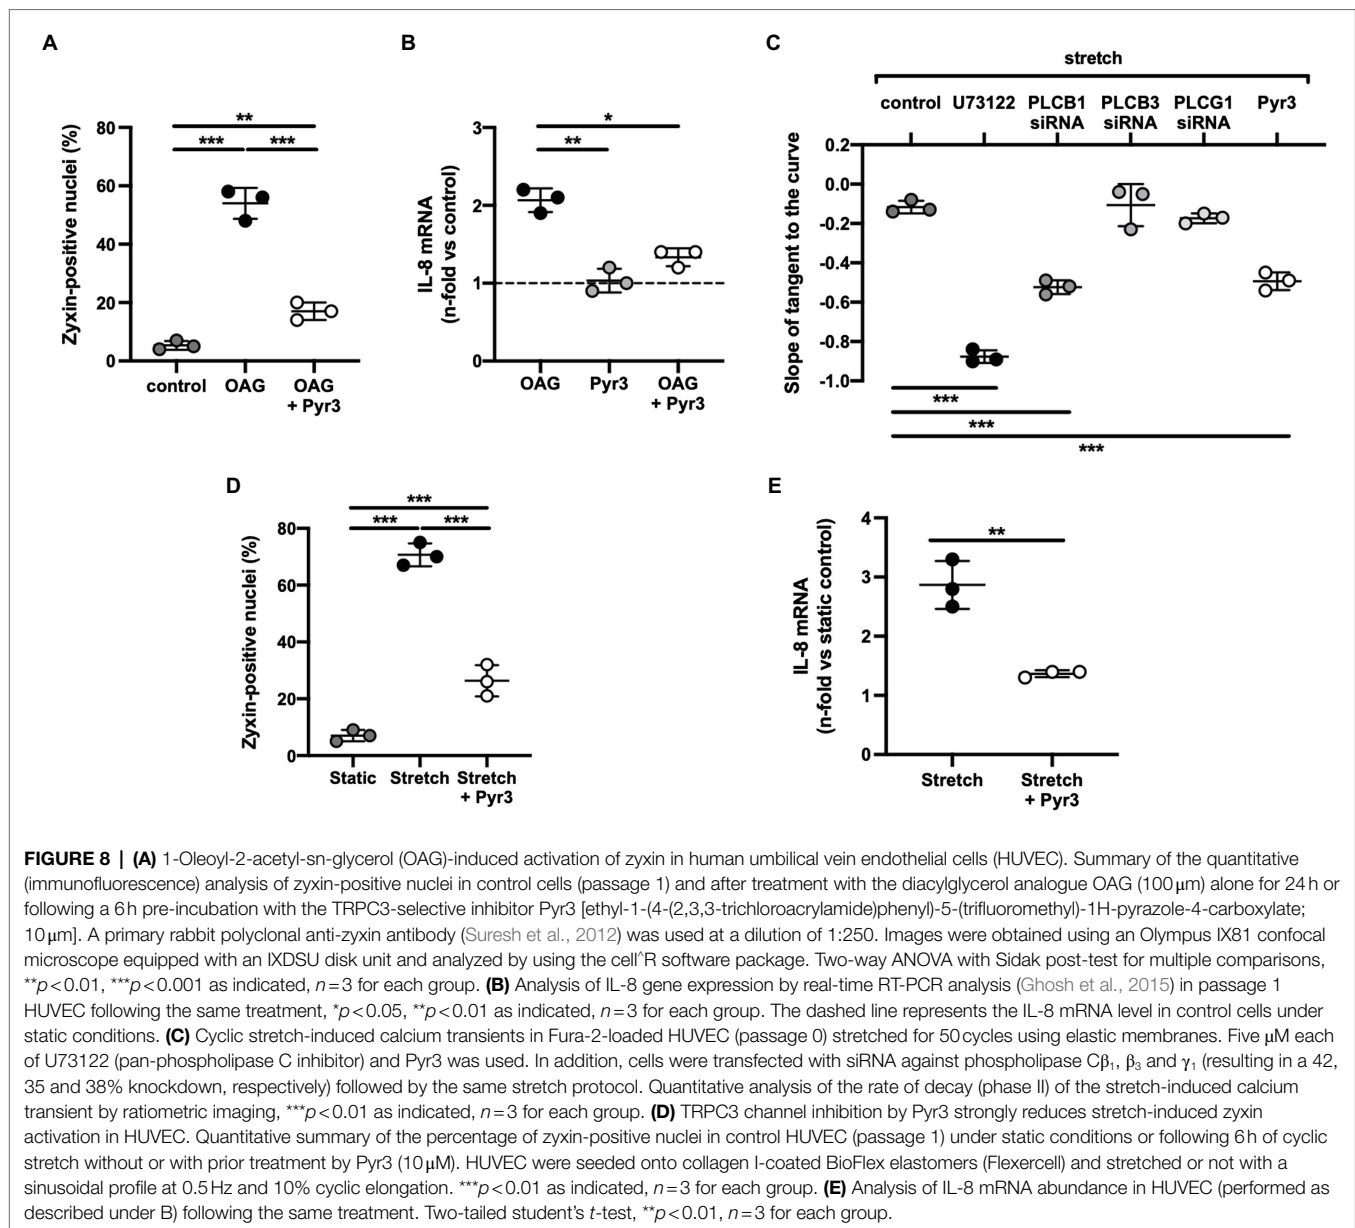 A
Zyxin-positive nuclei (%)
80
60
40
20
0
**
*** ***
control
OAG
OAG
+ Pyr3
B
IL-8 mRNA
(n-fold vs control)
3
2
1
0
*
**
OAG
Pyr3
OAG
+ Pyr3
C
stretch
control U73122 PLCB1 PLCB3 PLCG1 Pyr3
siRNA siRNA siRNA
Slope of tangent to the curve
0.2
0.0
-0.2
-0.4
-0.6
-0.8
-1.0
***
***
***
D
Zyxin-positive nuclei (%)
80
60
40
20
0
***
*** ***
Static
Stretch
Stretch
+ Pyr3
E
IL-8 mRNA
(n-fold vs static control)
4
3
2
1
0
**
Stretch
Stretch
+ Pyr3
FIGURE 8 | (A) 1-Oleoyl-2-acetyl-sn-glycerol (OAG)-induced activation of zyxin in human umbilical vein endothelial cells (HUVEC). Summary of the quantitative
(immunofluorescence) analysis of zyxin-positive nuclei in control cells (passage 1) and after treatment with the diacylglycerol analogue OAG (100 μm) alone for 24 h or
following a 6 h pre-incubation with the TRPC3-selective inhibitor Pyr3 [ethyl-1-(4-(2,3,3-trichloroacrylamide)phenyl)-5-(trifluoromethyl)-1H-pyrazole-4-carboxylate;
10 μm]. A primary rabbit polyclonal anti-zyxin antibody (Suresh et al., 2012) was used at a dilution of 1:250. Images were obtained using an Olympus IX81 confocal
microscope equipped with an IXDSU disk unit and analyzed by using the cell^R software package. Two-way ANOVA with Sidak post-test for multiple comparisons,
**p < 0.01, ***p < 0.001 as indicated, n = 3 for each group. (B) Analysis of IL-8 gene expression by real-time RT-PCR analysis (Ghosh et al., 2015) in passage 1
HUVEC following the same treatment, *p < 0.05, **p < 0.01 as indicated, n = 3 for each group. The dashed line represents the IL-8 mRNA level in control cells under
static conditions. (C) Cyclic stretch-induced calcium transients in Fura-2-loaded HUVEC (passage 0) stretched for 50 cycles using elastic membranes. Five μM each
of U73122 (pan-phospholipase C inhibitor) and Pyr3 was used. In addition, cells were transfected with siRNA against phospholipase Cβ₁, β₃ and γ₁ (resulting in a 42,
35 and 38% knockdown, respectively) followed by the same stretch protocol. Quantitative analysis of the rate of decay (phase II) of the stretch-induced calcium
transient by ratiometric imaging, ***p < 0.01 as indicated, n = 3 for each group. (D) TRPC3 channel inhibition by Pyr3 strongly reduces stretch-induced zyxin
activation in HUVEC. Quantitative summary of the percentage of zyxin-positive nuclei in control HUVEC (passage 1) under static conditions or following 6 h of cyclic
stretch without or with prior treatment by Pyr3 (10 μM). HUVEC were seeded onto collagen I-coated BioFlex elastomers (Flexercell) and stretched or not with a
sinusoidal profile at 0.5 Hz and 10% cyclic elongation. ***p < 0.01 as indicated, n = 3 for each group. (E) Analysis of IL-8 mRNA abundance in HUVEC (performed as
described under B) following the same treatment. Two-tailed student's t-test, **p < 0.01, n = 3 for each group.